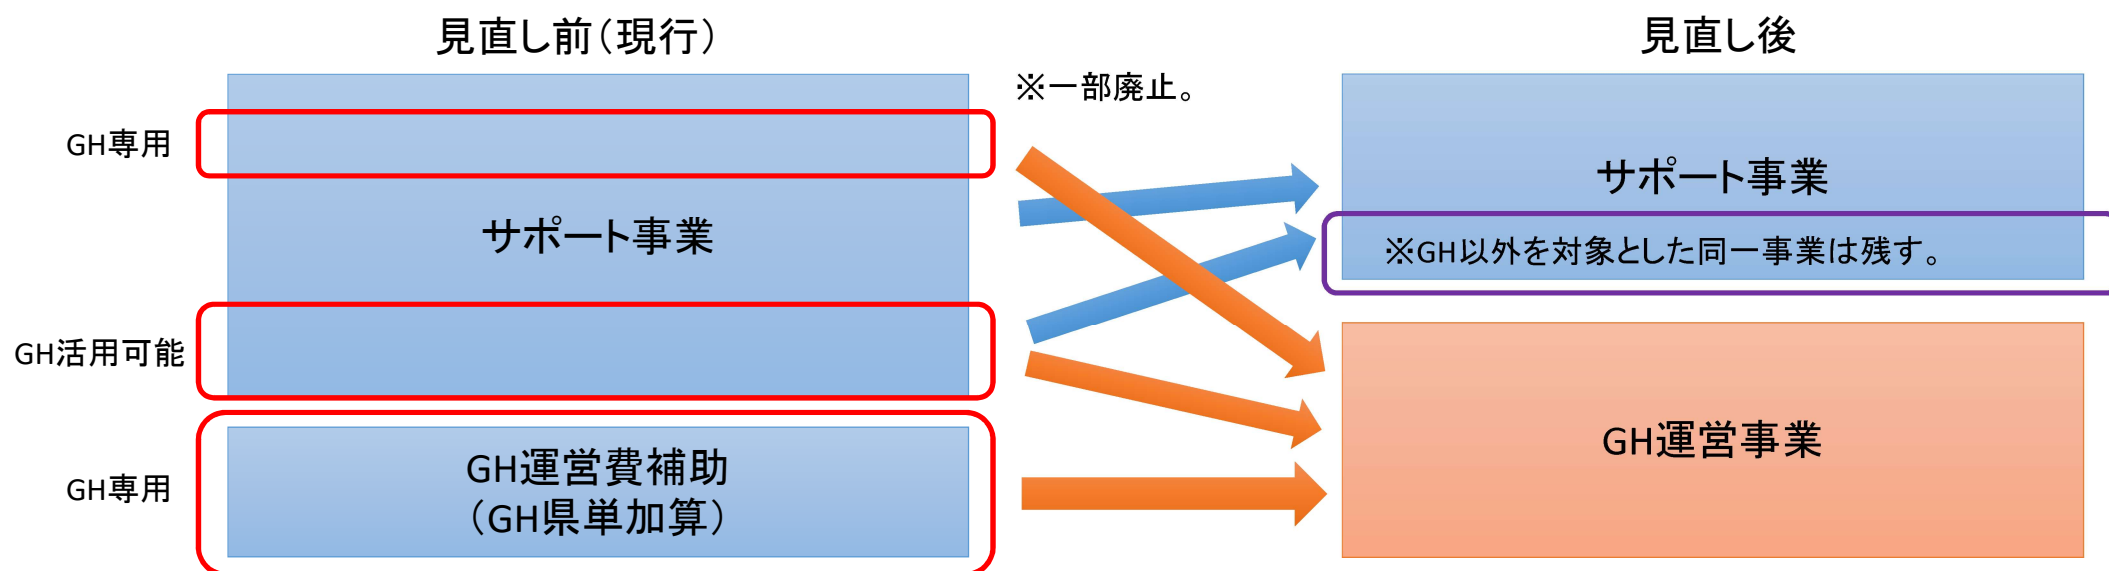 見直し前（現行）
見直し後
※一部廃止。
GH専用
サポート事業
サポート事業
※GH以外を対象とした同一事業は残す。
GH活用可能
GH運営事業
GH専用
GH運営費補助
（GH県単加算）